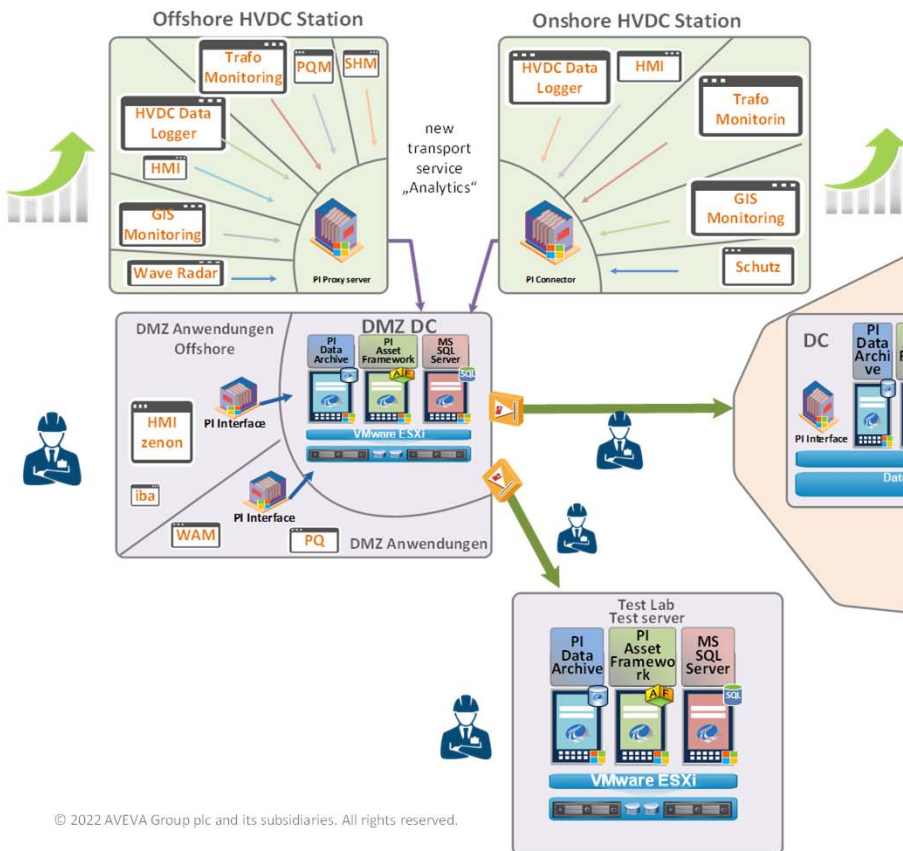 Offshore HVDC Station
Onshore HVDC Station
Trafo
Monitoring
PQM
SHM
HVDC Data
Logger
HMI
GIS
Monitoring
Wave Radar
PI Proxy server
new
transport
service
„Analytics“
HVDC Data
Logger
HMI
Trafo
Monitorin
GIS
Monitoring
Schutz
PI Connector
DMZ Anwendungen
Offshore
DMZ DC
PI
Data
Archive
PI
Asset
Framework
MS
SQL
Server
A F
SQL
VMware ESXi
HMI
zenon
PI Interface
iba
PI Interface
WAM
PQ
DMZ Anwendungen
DC
PI
Data
Archi
ve
PI Interface
Data
Test Lab
Test server
PI
Data
Archive
PI
Asset
Framewo
rk
MS
SQL
Server
A F
SQL
VMware ESXi
© 2022 AVEVA Group plc and its subsidiaries. All rights reserved.